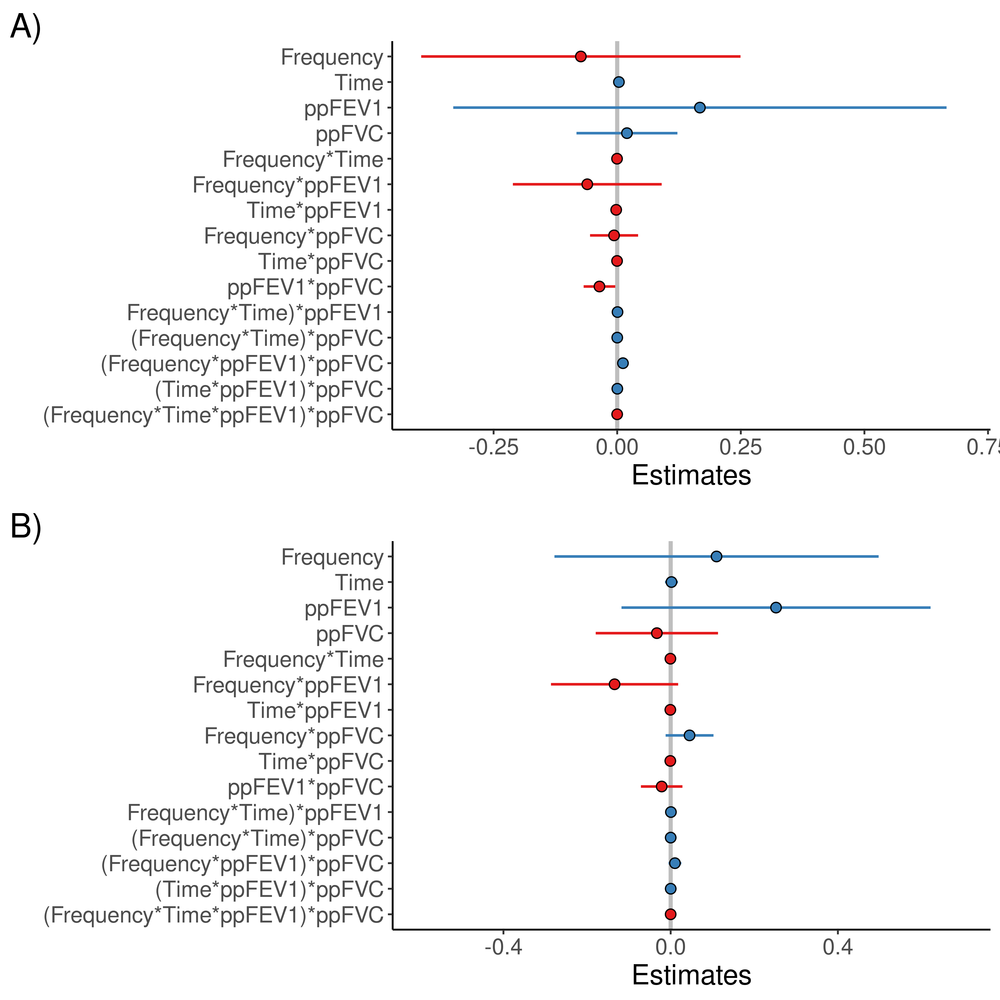 A)
Frequency
Time
ppFEV1
ppFVC
Frequency*Time
Frequency*ppFEV1
Time*ppFEV1
Frequency*ppFVC
Time*ppFVC
ppFEV1*ppFVC
Frequency*Time)*ppFEV1
(Frequency*Time)*ppFVC
(Frequency*ppFEV1)*ppFVC
(Time*ppFEV1)*ppFVC
(Frequency*Time*ppFEV1)*ppFVC
-0.25 0.00 0.25 0.50 0.75
Estimates
B)
Frequency
Time
ppFEV1
ppFVC
Frequency*Time
Frequency*ppFEV1
Time*ppFEV1
Frequency*ppFVC
Time*ppFVC
ppFEV1*ppFVC
Frequency*Time)*ppFEV1
(Frequency*Time)*ppFVC
(Frequency*ppFEV1)*ppFVC
(Time*ppFEV1)*ppFVC
(Frequency*Time*ppFEV1)*ppFVC
-0.4 0.0 0.4
Estimates